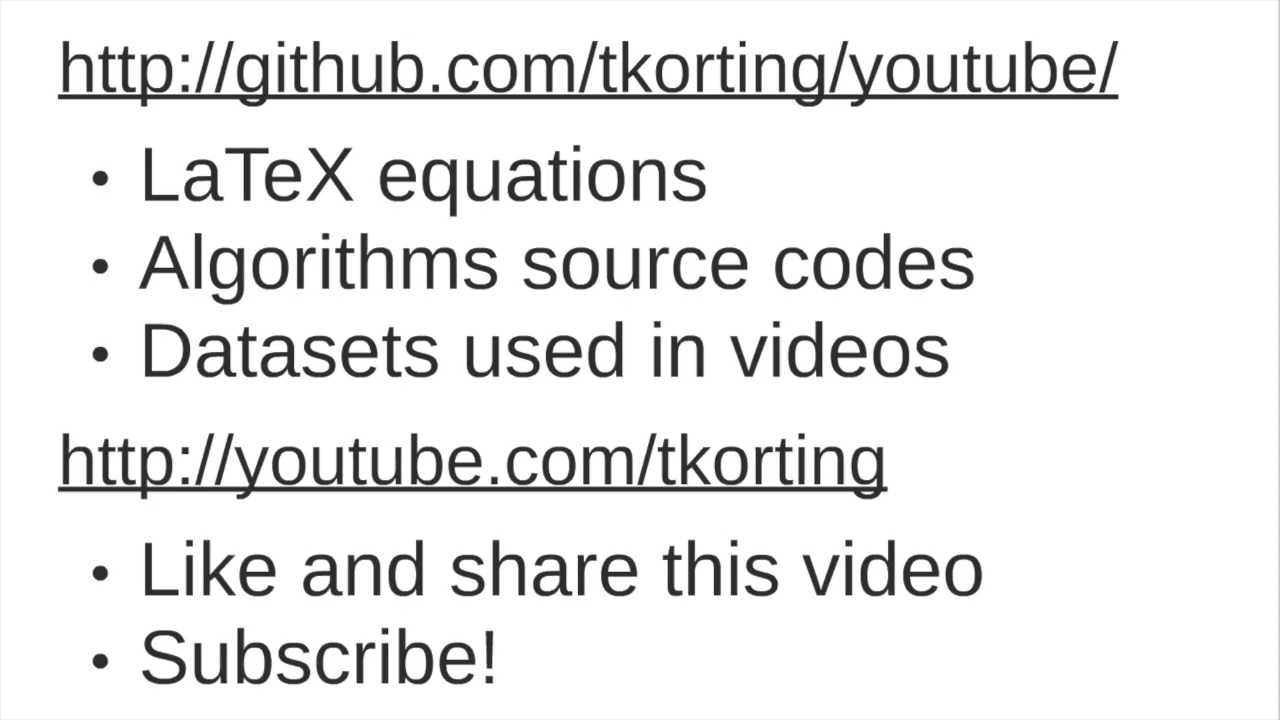 http://github.com/tkorting/youtube/
• LaTeX equations
• Algorithms source codes
• Datasets used in videos
http://youtube.com/tkorting
• Like and share this video
• Subscribe!